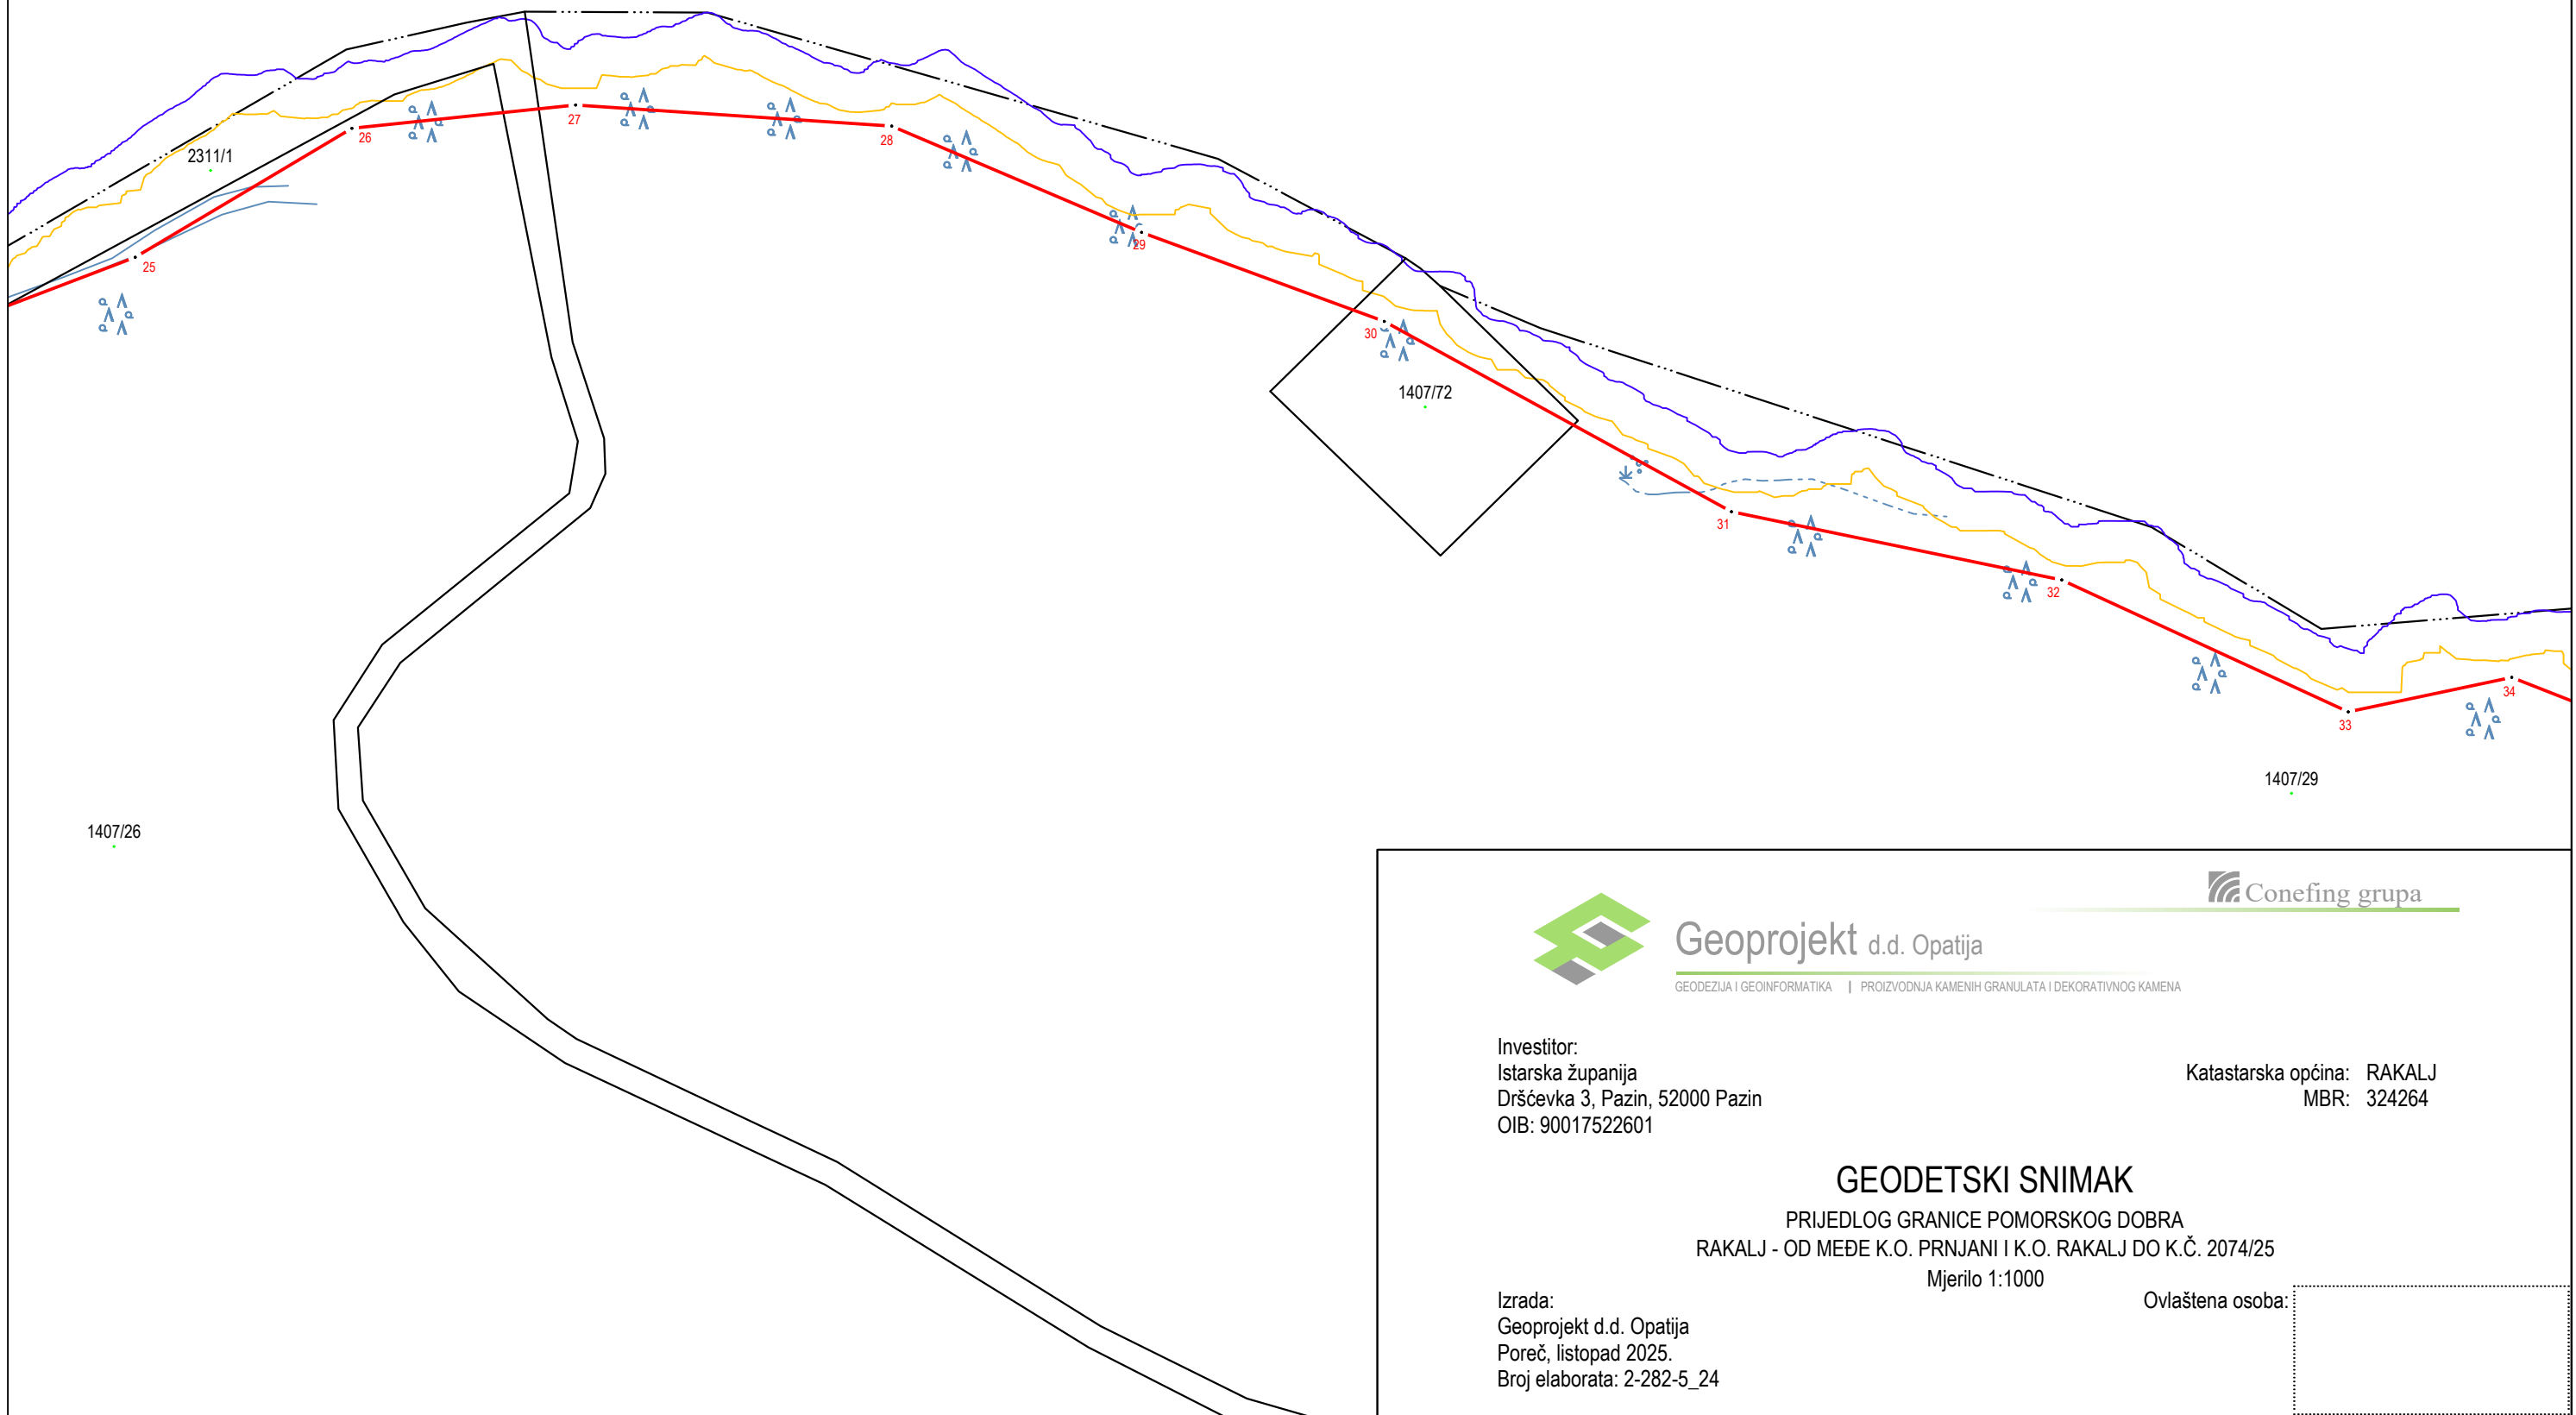 2311/1
26
27
28
25
29
30
1407/72
31
32
33
34
1407/29
1407/26
Conefing grupa
Geoprojekt d.d. Opatija
GEODEZIJA I GEOINFORMATIKA | PROIZVODNJA KAMENIH GRANULATA I DEKORATIVNOG KAMENA
Investitor:
Istarska županija
Dršćevka 3, Pazin, 52000 Pazin
OIB: 90017522601
Katastarska općina: RAKALJ
MBR: 324264
GEODETSKI SNIMAK
PRIJEDLOG GRANICE POMORSKOG DOBRA
RAKALJ - OD MEĐE K.O. PRNJANI I K.O. RAKALJ DO K.Č. 2074/25
Mjerilo 1:1000
Izrada:
Geoprojekt d.d. Opatija
Poreč, listopad 2025.
Broj elaborata: 2-282-5_24
Ovlaštena osoba: